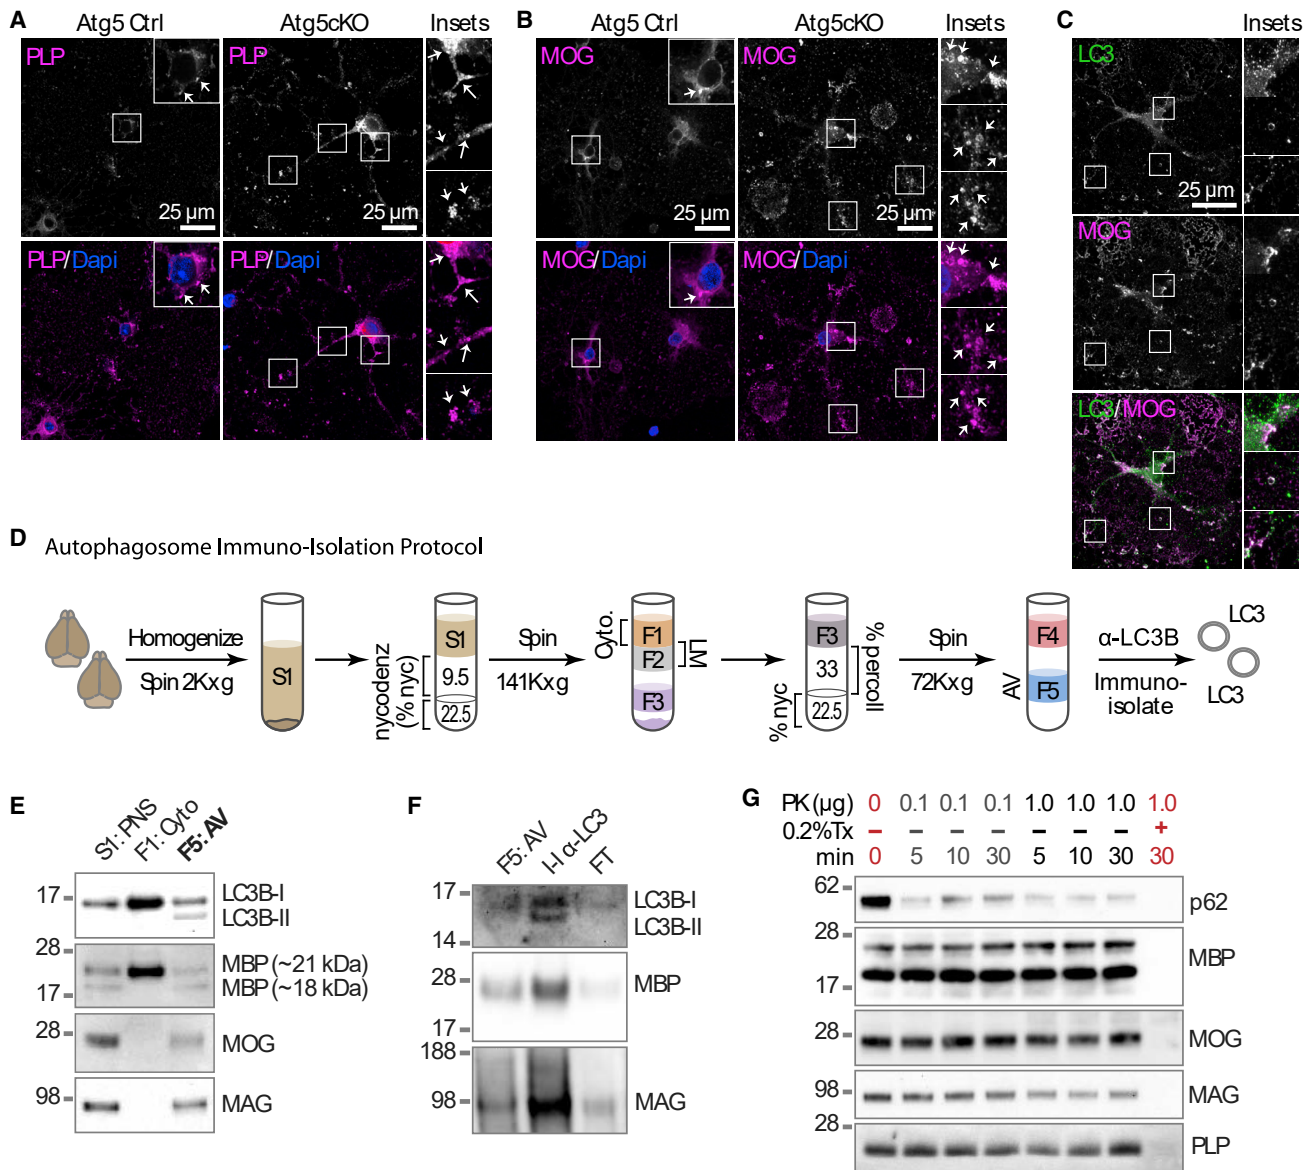 A
Atg5 Ctrl
Atg5cKO
Insets
PLP
PLP
25 µm
25 µm
PLP/Dapi
PLP/Dapi
B
Atg5 Ctrl
Atg5cKO
Insets
MOG
MOG
25 µm
25 µm
MOG/Dapi
MOG/Dapi
C
Insets
LC3
25 µm
MOG
LC3/MOG
D
Autophagosome Immuno-Isolation Protocol
Homogenize
Spin 2Kxg
S1
nycodenz
(% nyc)
S1
9.5
22.5
Spin
141Kxg
Cyto.
F1
F2
F3
LM
F3
33
22.5
% nyc
% percoll
Spin
72Kxg
AV
F4
F5
α-LC3B
Immuno-
isolate
LC3
LC3
E
S1: PNS
F1: Cyto
F5: AV
17
LC3B-I
LC3B-II
28
17
MBP (~21 kDa)
MBP (~18 kDa)
28
MOG
98
MAG
F
F5: AV
I-I α-LC3
FT
17
14
LC3B-I
LC3B-II
28
17
MBP
188
98
MAG
G
PK (µg) 0 0.1 0.1 0.1 1.0 1.0 1.0 1.0
0.2%Tx − − − − − − − +
min 0 5 10 30 5 10 30 30
62
p62
28
17
MBP
28
MOG
98
MAG
28
PLP